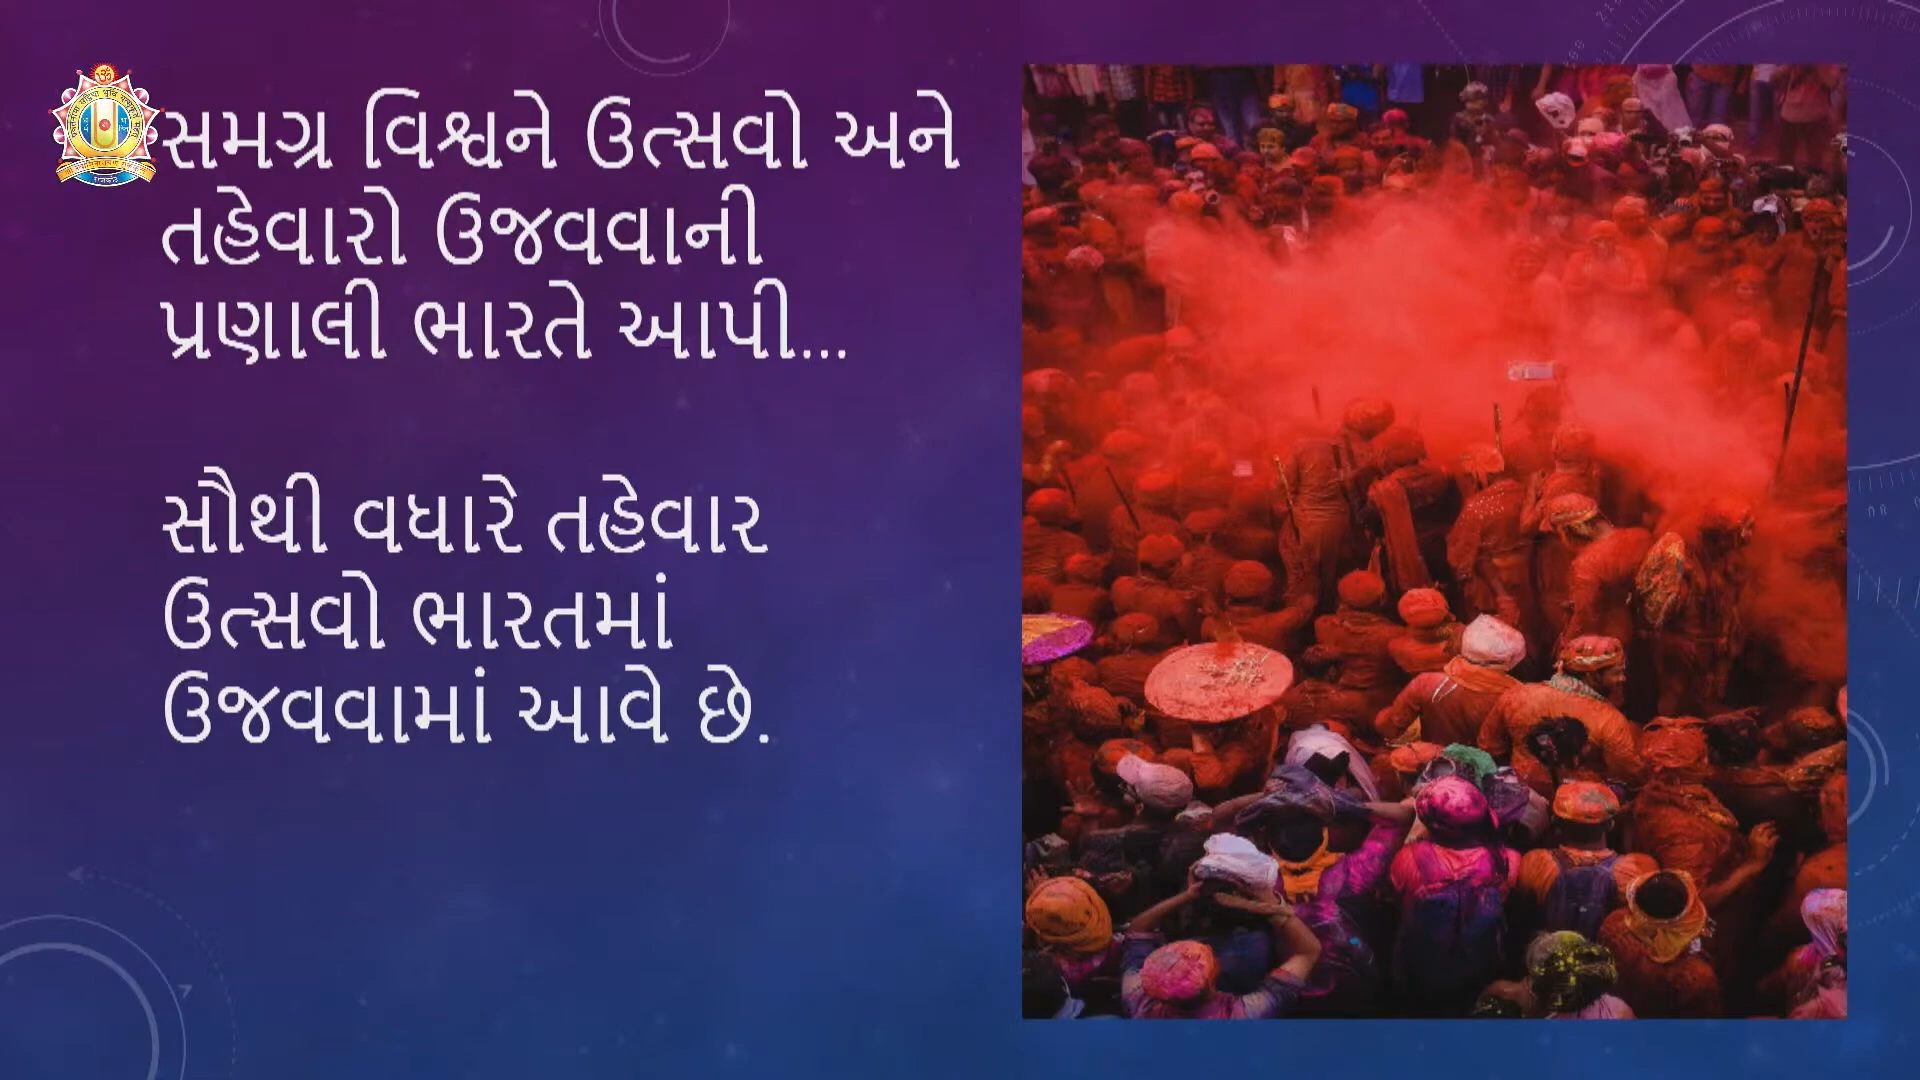 સમગ્ર વિશ્વને ઉત્સવો અને
તહેવારો ઉજવવાની
પ્રણાલી ભારતે આપી...
સૌથી વધારે તહેવાર
ઉત્સવો ભારતમાં
ઉજવવામાં આવે છે.